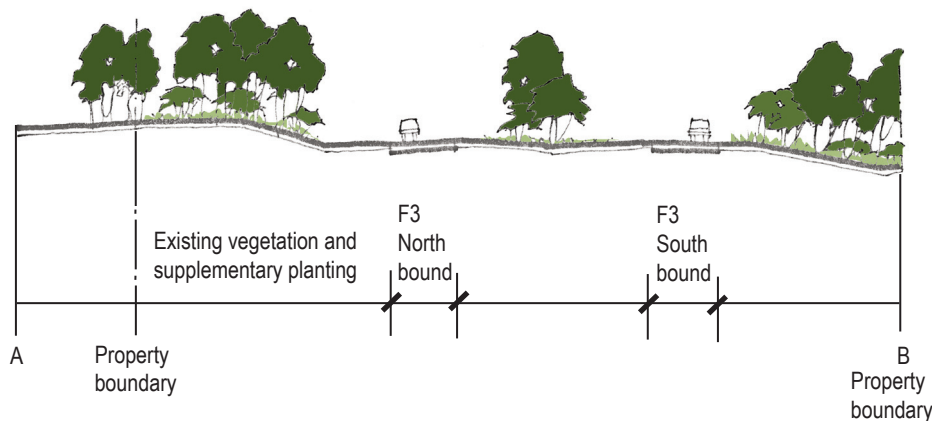 Existing vegetation and
supplementary planting
F3
North
bound
F3
South
bound
A
Property
boundary
B
Property
boundary